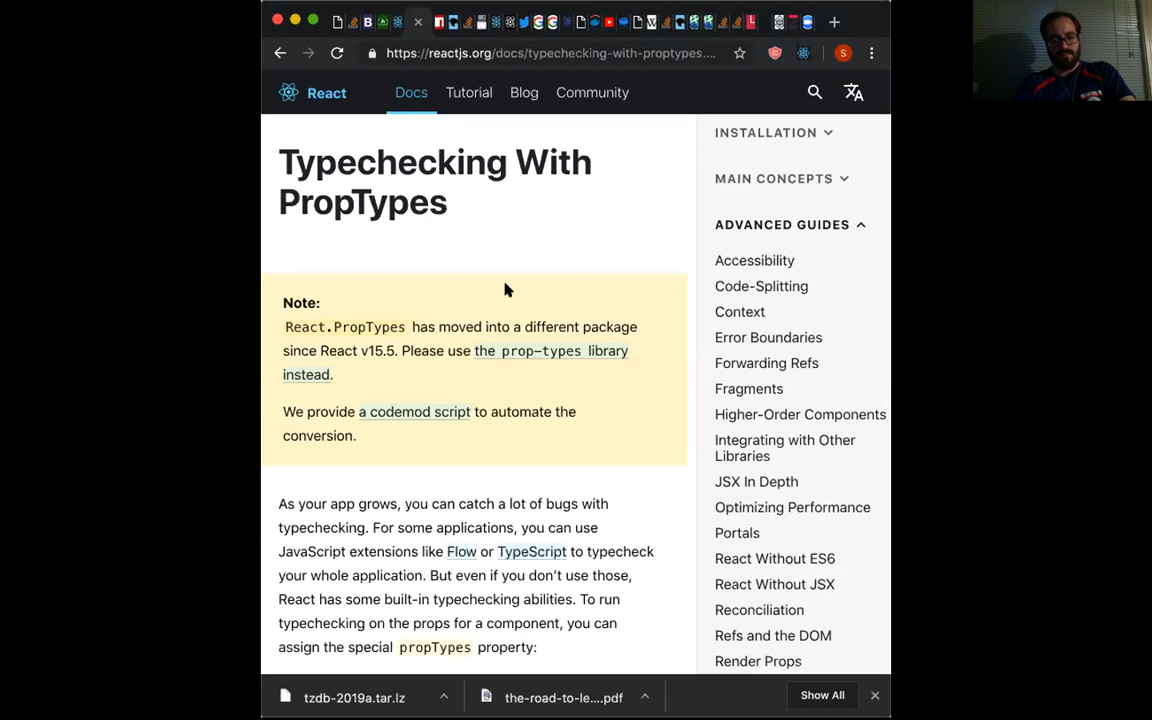 https://reactjs.org/docs/typechecking-with-proptypes....
S
React
Docs
Tutorial
Blog
Community
Typechecking With
PropTypes
Note:
React.PropTypes has moved into a different package
since React v15.5. Please use the prop-types library
instead.
We provide a codemod script to automate the
conversion.
As your app grows, you can catch a lot of bugs with
typechecking. For some applications, you can use
JavaScript extensions like Flow or TypeScript to typecheck
your whole application. But even if you don’t use those,
React has some built-in typechecking abilities. To run
typechecking on the props for a component, you can
assign the special propTypes property:
INSTALLATION
MAIN CONCEPTS
ADVANCED GUIDES
Accessibility
Code-Splitting
Context
Error Boundaries
Forwarding Refs
Fragments
Higher-Order Components
Integrating with Other
Libraries
JSX In Depth
Optimizing Performance
Portals
React Without ES6
React Without JSX
Reconciliation
Refs and the DOM
Render Props
tzdb-2019a.tar.lz
the-road-to-le....pdf
Show All